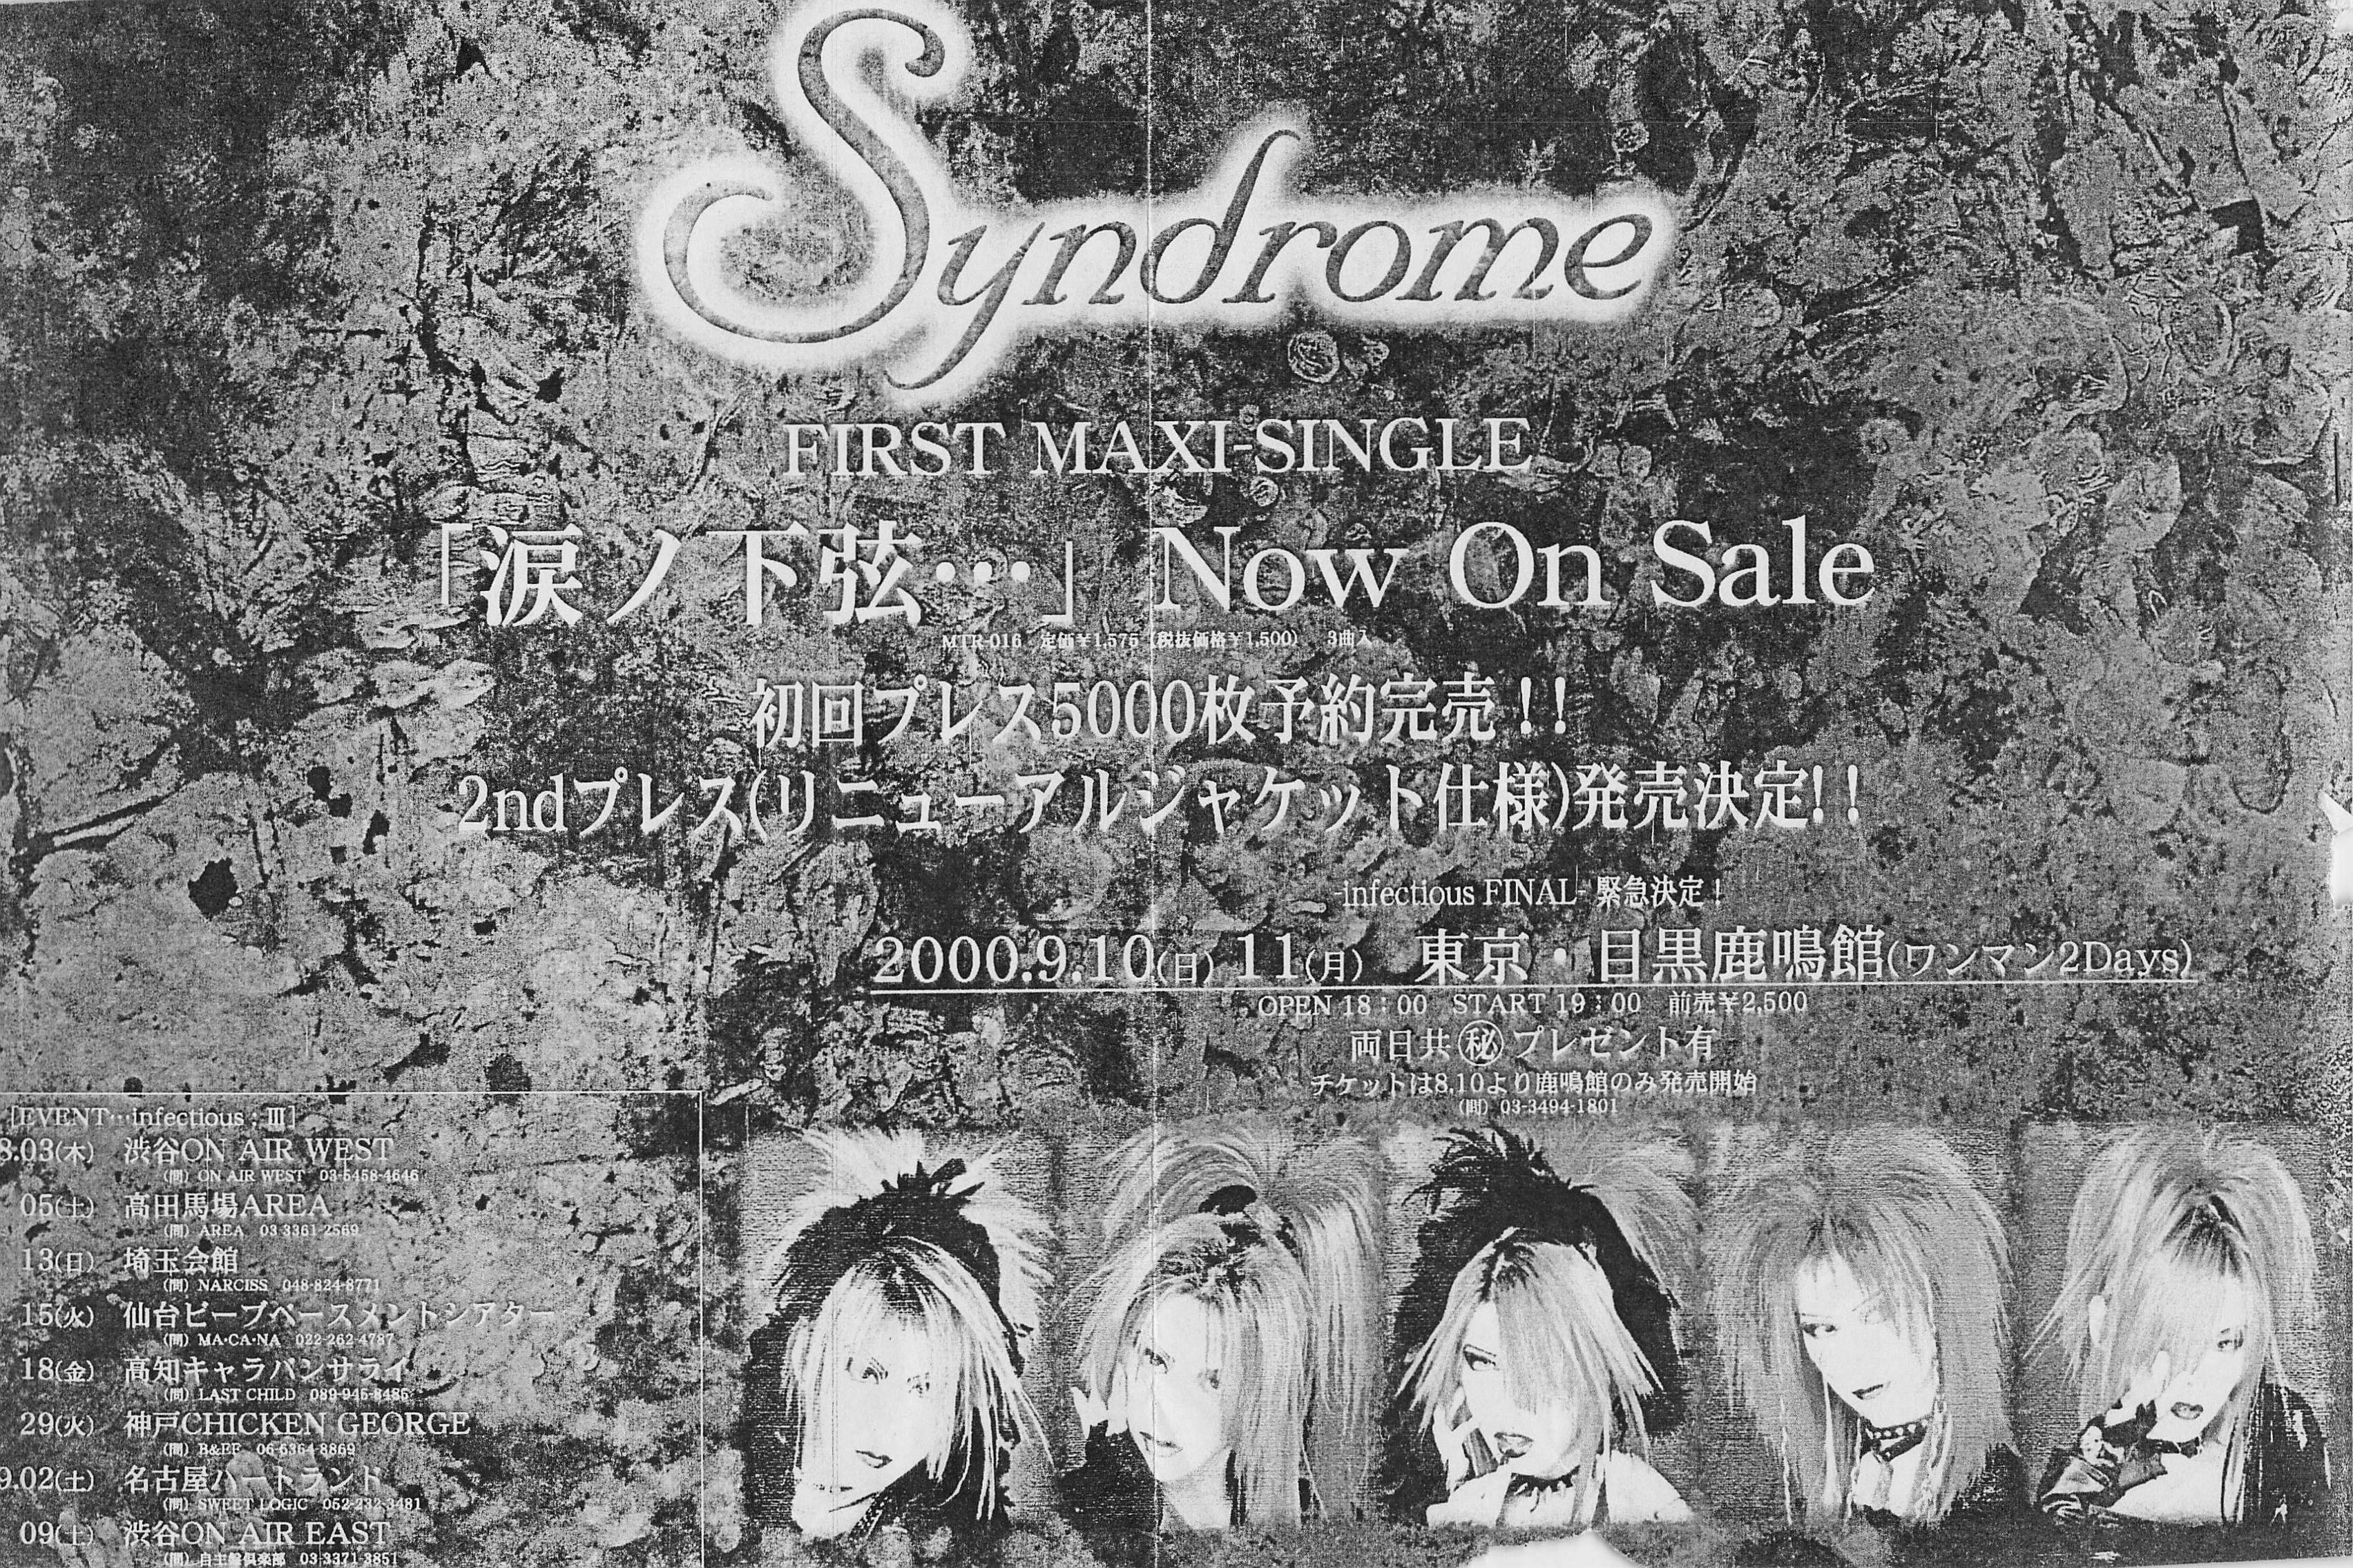 Syndrome
FIRST MAXI-SINGLE
「涙ノ下弦…」 Now On Sale
MTR-016 定価¥1,575 (税抜価格¥1,500) 3曲入
初回プレス5000枚予約完売!!
2ndプレス(リニューアルジャケット仕様)発売決定!!
-infectious FINAL- 緊急決定!
2000.9.10(日) 11(月) 東京・目黒鹿鳴館(ワンマン2Days)
OPEN 18:00 START 19:00 前売¥2,500
両日共㊙プレゼント有
チケットは8.10より鹿鳴館のみ発売開始
(問) 03-3494-1801
[EVENT…infectious ; Ⅲ]
8.03(木) 渋谷ON AIR WEST
(問) ON AIR WEST 03-5458-4646
05(土) 高田馬場AREA
(問) AREA 03-3361-2569
13(日) 埼玉会館
(問) NARCISS 048-824-8771
15(火) 仙台ビーブベースメントシアター
(問) MA・CA・NA 022-262-4787
18(金) 高知キャラバンサライ
(問) LAST CHILD 089-945-8485
29(火) 神戸CHICKEN GEORGE
(問) B&EF 06-6364-8869
9.02(土) 名古屋ハートランド
(問) SWEET LOGIC 052-232-3481
09(土) 渋谷ON AIR EAST
(問) 自主盤倶楽部 03-3371-3851